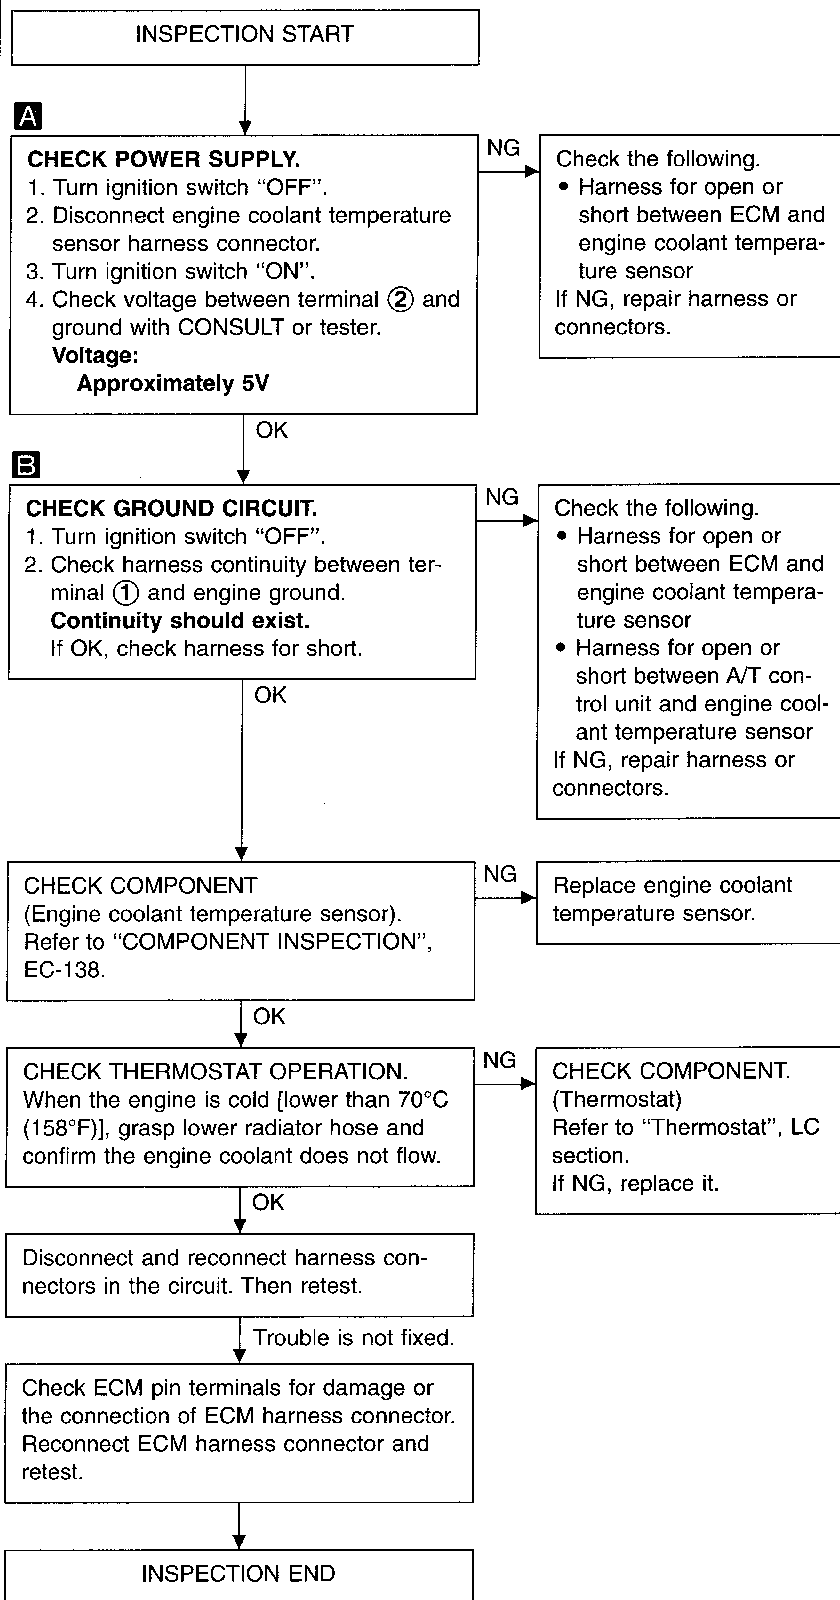 INSPECTION START
A
CHECK POWER SUPPLY.
1. Turn ignition switch “OFF”.
2. Disconnect engine coolant temperature
sensor harness connector.
3. Turn ignition switch “ON”.
4. Check voltage between terminal ② and
ground with CONSULT or tester.
Voltage:
Approximately 5V
NG
Check the following.
• Harness for open or
short between ECM and
engine coolant tempera-
ture sensor
If NG, repair harness or
connectors.
OK
B
CHECK GROUND CIRCUIT.
1. Turn ignition switch “OFF”.
2. Check harness continuity between ter-
minal ① and engine ground.
Continuity should exist.
If OK, check harness for short.
NG
Check the following.
• Harness for open or
short between ECM and
engine coolant tempera-
ture sensor
• Harness for open or
short between A/T con-
trol unit and engine cool-
ant temperature sensor
If NG, repair harness or
connectors.
OK
CHECK COMPONENT
(Engine coolant temperature sensor).
Refer to “COMPONENT INSPECTION”,
EC-138.
NG
Replace engine coolant
temperature sensor.
OK
CHECK THERMOSTAT OPERATION.
When the engine is cold [lower than 70°C
(158°F)], grasp lower radiator hose and
confirm the engine coolant does not flow.
NG
CHECK COMPONENT.
(Thermostat)
Refer to “Thermostat”, LC
section.
If NG, replace it.
OK
Disconnect and reconnect harness con-
nectors in the circuit. Then retest.
Trouble is not fixed.
Check ECM pin terminals for damage or
the connection of ECM harness connector.
Reconnect ECM harness connector and
retest.
INSPECTION END